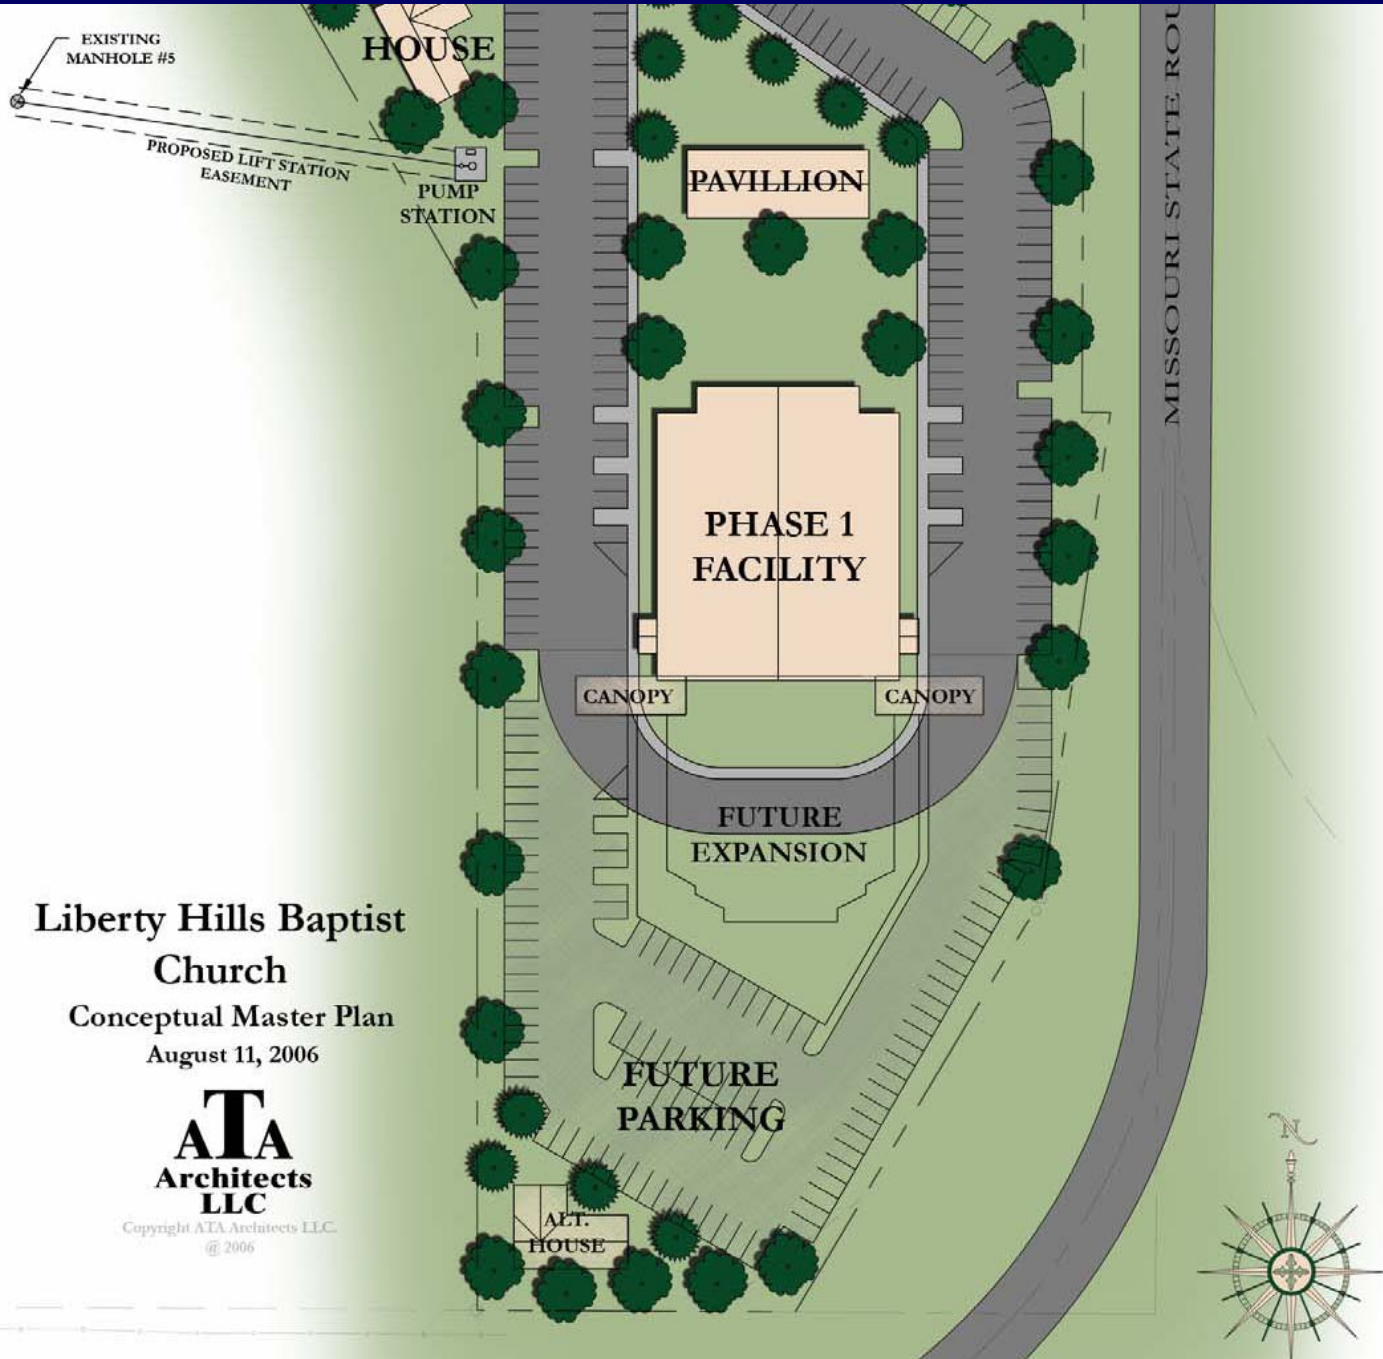 EXISTING
MANHOLE #5
HOUSE
PROPOSED LIFT STATION
EASEMENT
PUMP
STATION
PAVILLION
MISSOURI STATE
PHASE 1
FACILITY
CANOPY
CANOPY
FUTURE
EXPANSION
Liberty Hills Baptist
Church
Conceptual Master Plan
August 11, 2006
ATA
Architects
LLC
Copyright ATA Architects LLC.
@ 2006
FUTURE
PARKING
ALT.
HOUSE
N